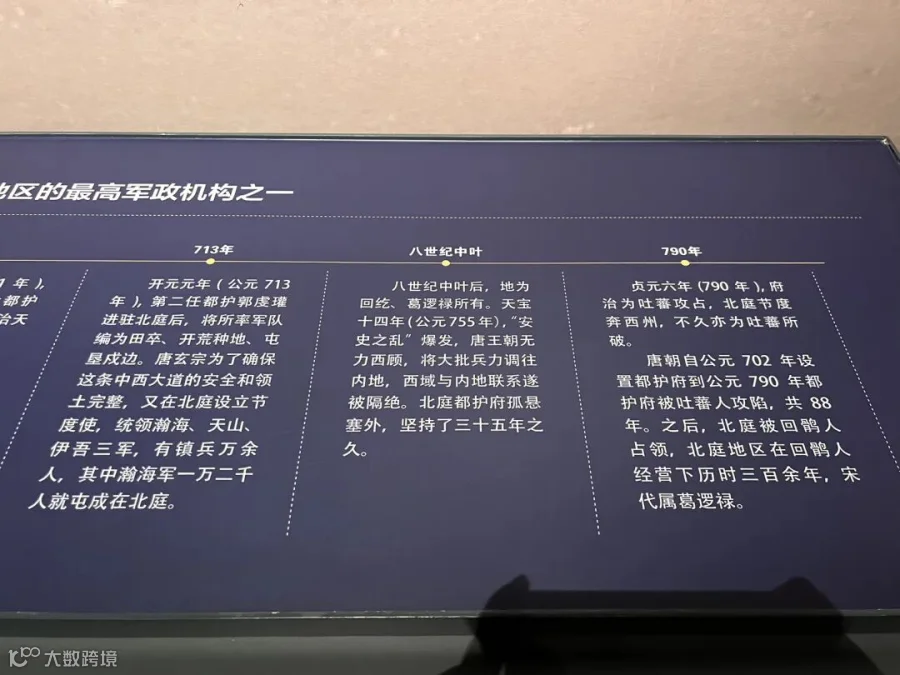 地区的最高军政机构之一
713年
八世纪中叶
790年
1 年),
都护
治天
开元元年(公元 713
年),第二任都护郭虔瓘
进驻北庭后,将所率军队
编为田卒、开荒种地、屯
垦戍边。唐玄宗为了确保
这条中西大道的安全和领
土完整,又在北庭设立节
度使,统领瀚海、天山、
伊吾三军,有镇兵万余
人,其中瀚海军一万二千
人就屯成在北庭。
八世纪中叶后,地为
回纥、葛逻禄所有。天宝
十四年(公元755年),“安
史之乱”爆发,唐王朝无
力西顾,将大批兵力调往
内地,西域与内地联系遂
被隔绝。北庭都护府孤悬
塞外,坚持了三十五年之
久。
贞元六年(790 年),府
治为吐蕃攻占,北庭节度
奔西州,不久亦为吐蕃所
破。
唐朝自公元 702 年设
置都护府到公元 790 年都
护府被吐蕃人攻陷,共 88
年。之后,北庭被回鹘人
占领,北庭地区在回鹘人
经营下历时三百余年,宋
代属葛逻禄。
大数跨境